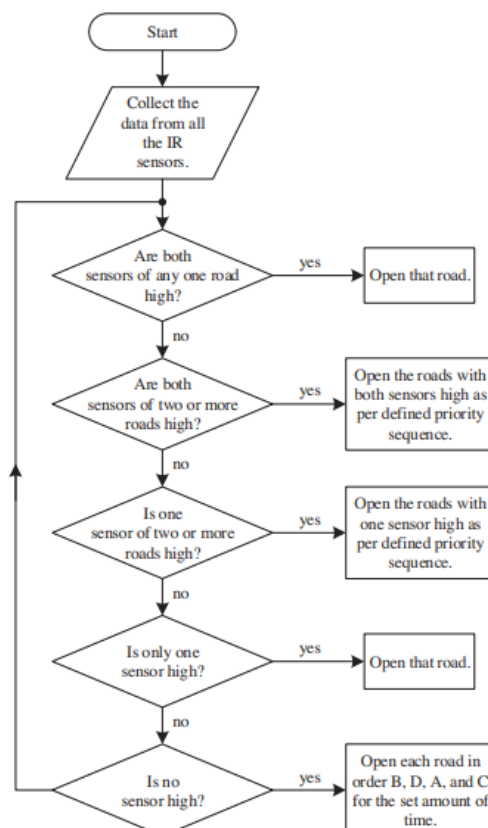 Start
Collect the
data from all
the IR
sensors.
Are both
sensors of any one road
high?
yes
Open that road.
no
Are both
sensors of two or more
roads high?
yes
Open the roads with
both sensors high as
per defined priority
sequence.
no
Is one
sensor of two or more
roads high?
yes
Open the roads with
one sensor high as
per defined priority
sequence.
no
Is only one
sensor high?
yes
Open that road.
no
Is no
sensor high?
yes
Open each road in
order B, D, A, and C
for the set amount of
time.